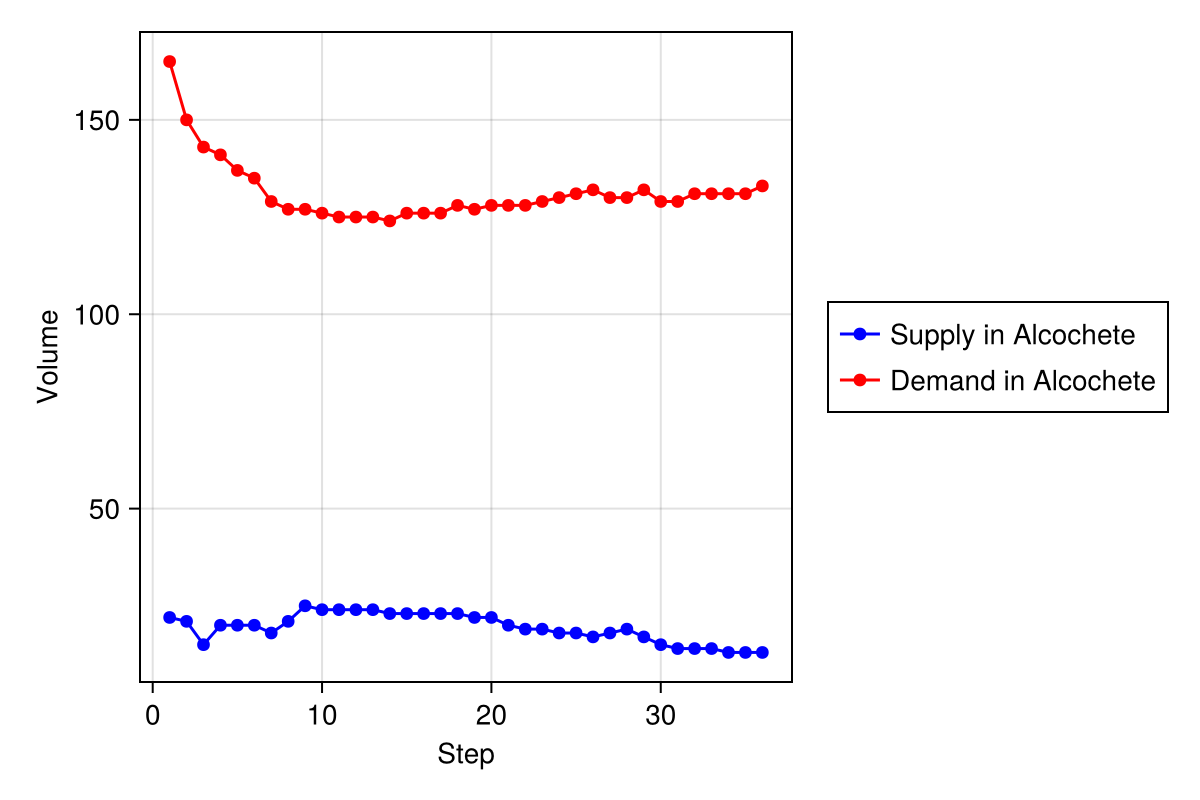 150
100
50
Volume
0 10 20 30
Step
Supply in Alcochete
Demand in Alcochete